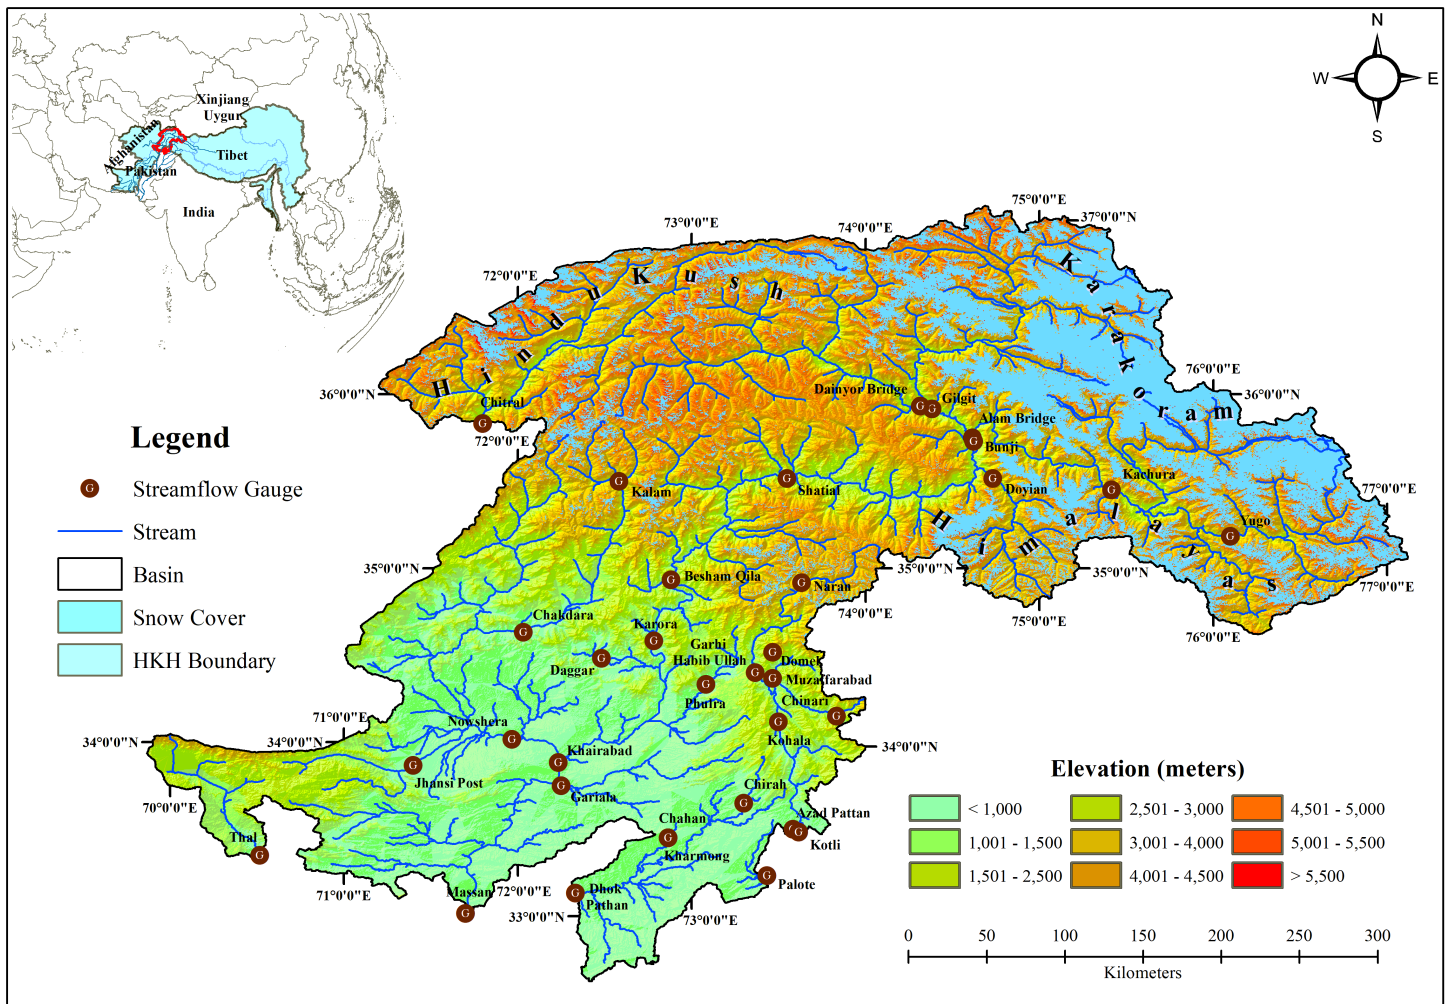 N
W
E
S
Xinjiang
Uygur
Afghanistan
Tibet
Pakistan
India
75°0'0"E
37°0'0"N
73°0'0"E
74°0'0"E
72°0'0"E
Hindu Kush
Karakoram
Himalayas
36°0'0"N
76°0'0"E
36°0'0"N
Chitral
72°0'0"E
Dainyor Bridge
Gilgit
Alam Bridge
Bunji
Kalam
Shatial
Doyian
Kachura
77°0'0"E
Yugo
35°0'0"N
Besham Qila
Naran
35°0'0"N
35°0'0"N
77°0'0"E
74°0'0"E
75°0'0"E
76°0'0"E
Chakdara
Karora
Garhi
Habib Ullah
Domel
Daggar
Muzaffarabad
Phulra
Chinari
71°0'0"E
Nowshera
Kohala
34°0'0"N
34°0'0"N
34°0'0"N
Khairabad
Jhansi Post
Gariala
Chirah
70°0'0"E
Azad Pattan
Chahan
Kotli
Thal
Kharmong
Palote
71°0'0"E
Massan
72°0'0"E
Dhok
Pathan
33°0'0"N
73°0'0"E
Legend
G
Streamflow Gauge
Stream
Basin
Snow Cover
HKH Boundary
Elevation (meters)
< 1,000
2,501 - 3,000
4,501 - 5,000
1,001 - 1,500
3,001 - 4,000
5,001 - 5,500
1,501 - 2,500
4,001 - 4,500
> 5,500
0 50 100 150 200 250 300
Kilometers